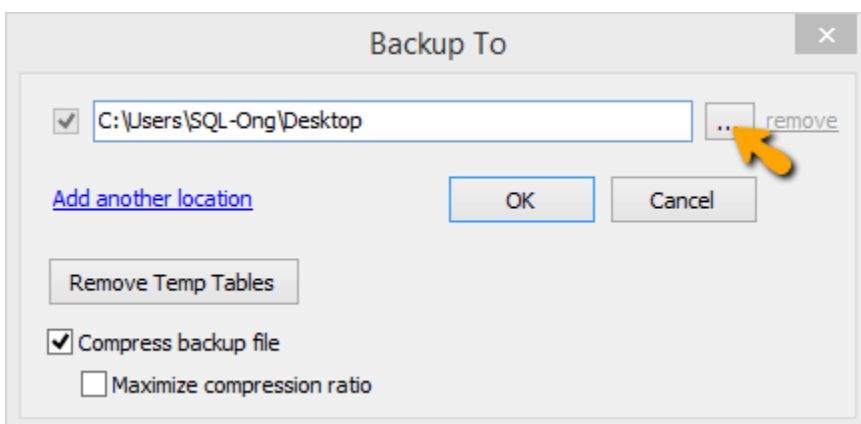 Backup To
C:\Users\SQL-Ong\Desktop ... remove
Add another location OK Cancel
Remove Temp Tables
Compress backup file
Maximize compression ratio